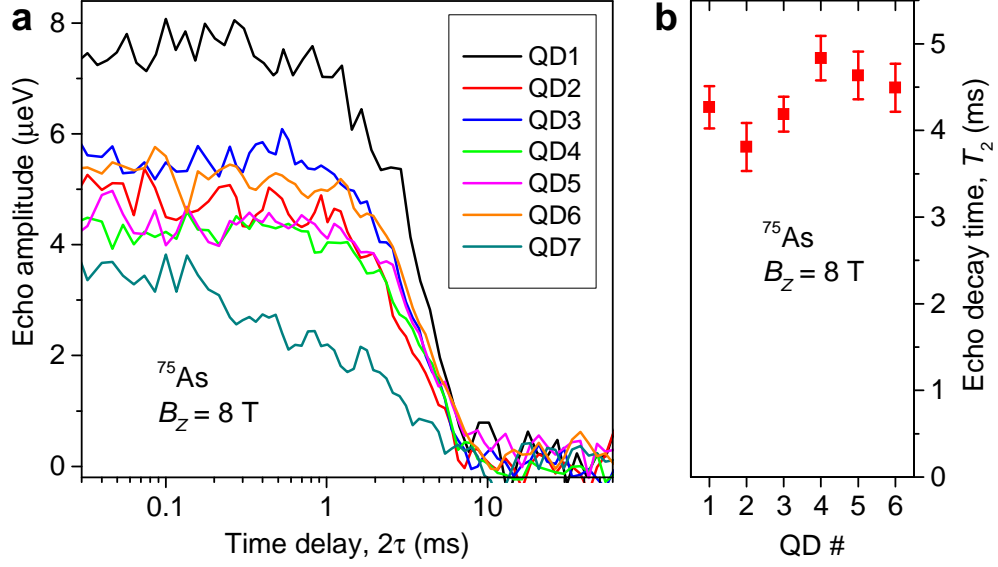 a
Echo amplitude (µeV)
8
6
4
2
0
0.1
1
10
Time delay, 2τ (ms)
QD1
QD2
QD3
QD4
QD5
QD6
QD7
⁷⁵As
B_Z = 8 T
b
5
4
3
2
1
0
Echo decay time, T₂ (ms)
1
2
3
4
5
6
QD #
⁷⁵As
B_Z = 8 T